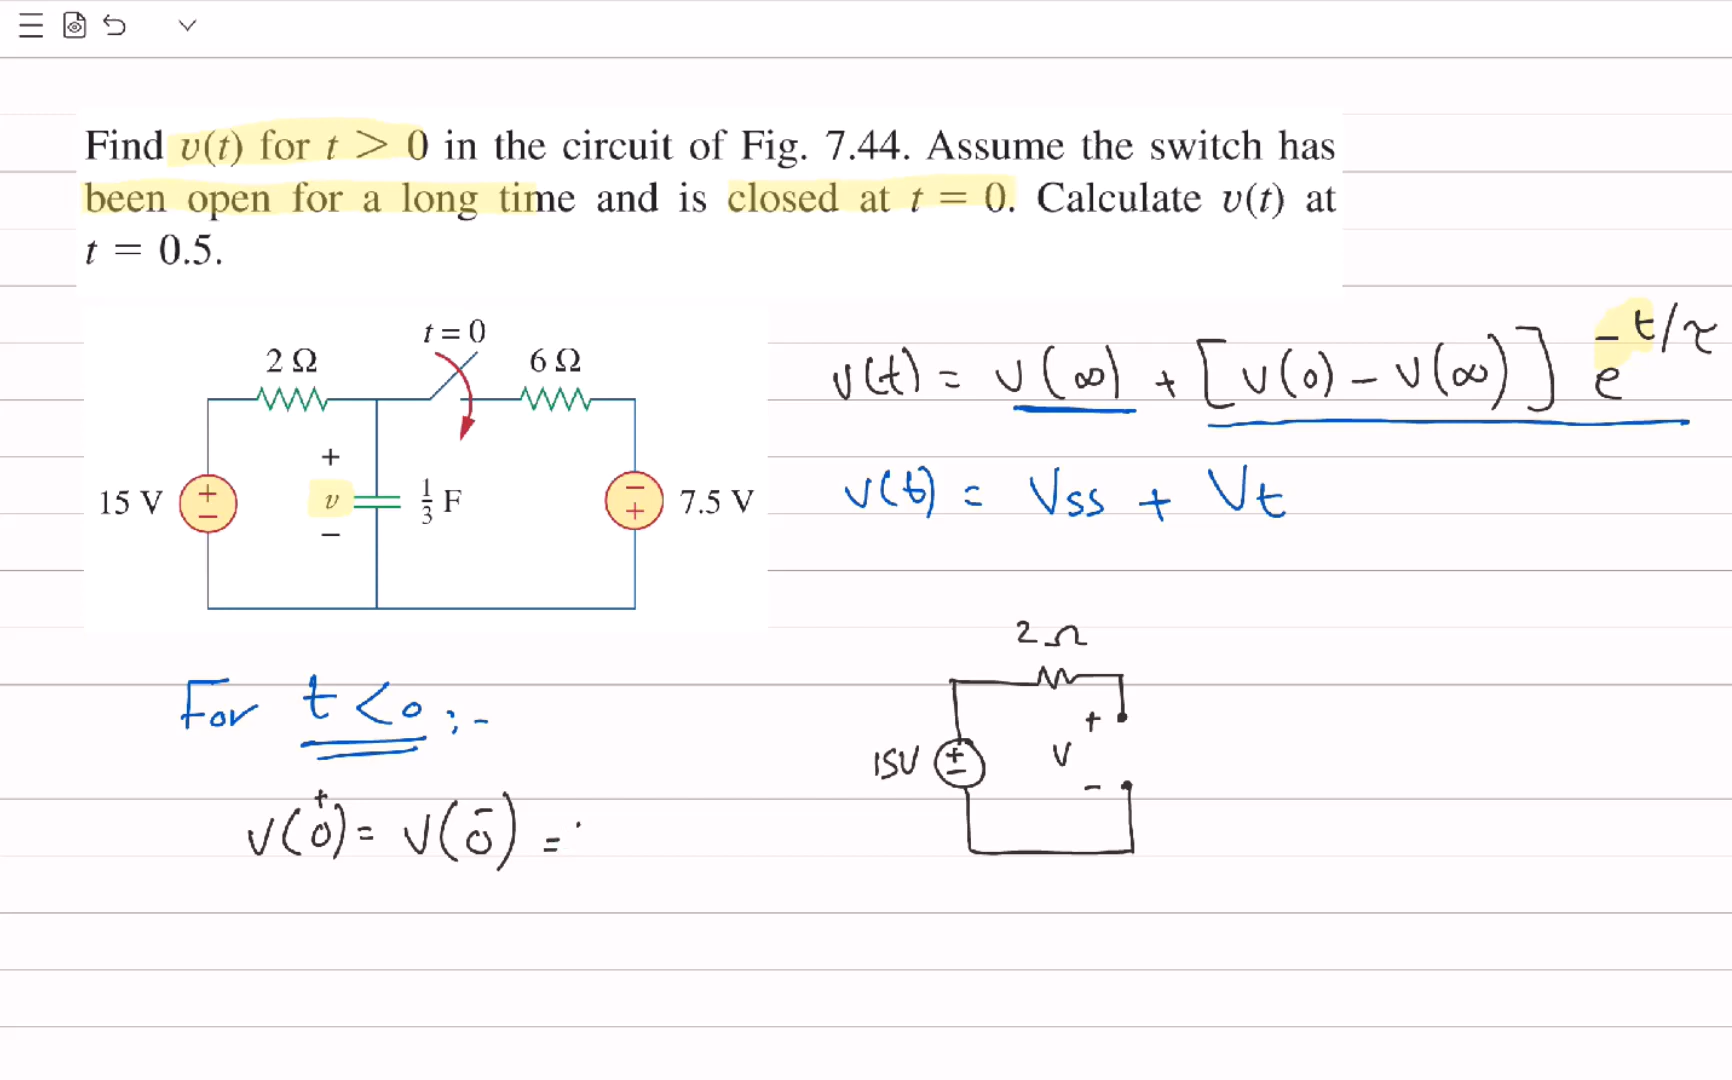 Find v(t) for t > 0 in the circuit of Fig. 7.44. Assume the switch has
been open for a long time and is closed at t = 0. Calculate v(t) at
t = 0.5.
t = 0
2 Ω
6 Ω
15 V
+
−
+
v
−
1/3 F
−
+
7.5 V
v(t) = v(∞) + [v(0) − v(∞)] e^−t/τ
v(t) = Vss + Vt
For t<0 :-
v(0⁺) = v(0⁻) =
2Ω
15V
+
−
+
V
−